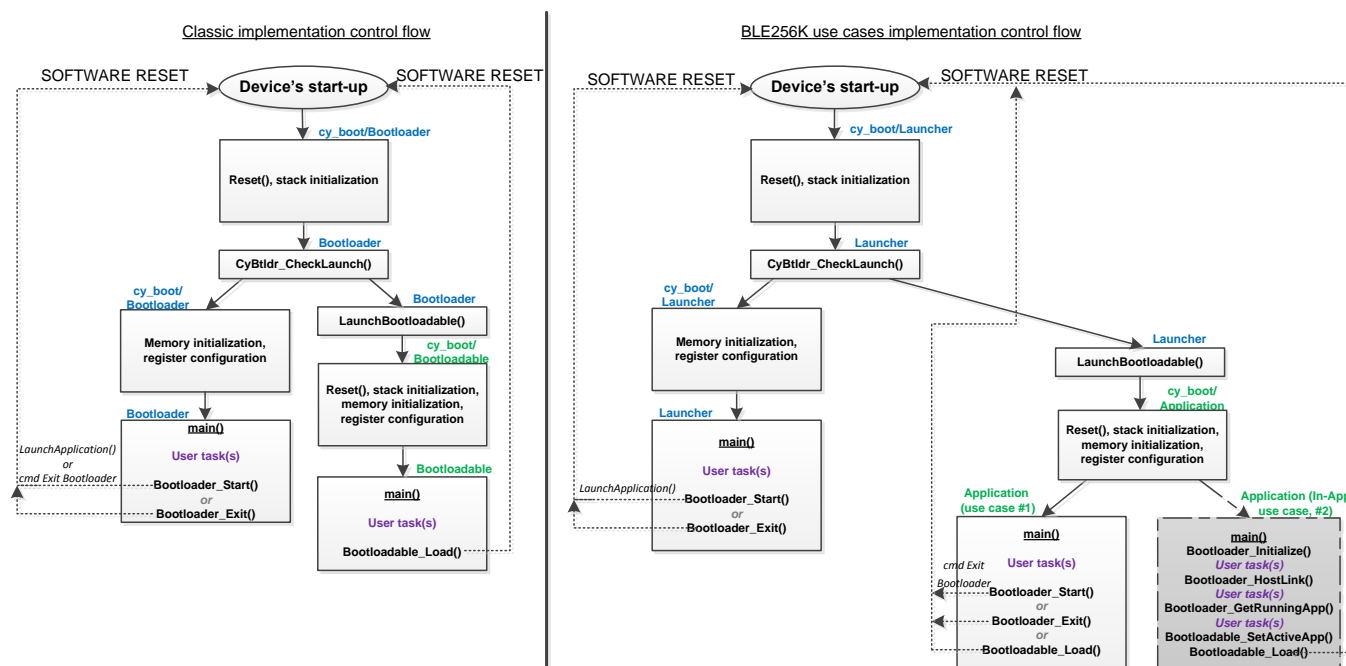 Classic implementation control flow
SOFTWARE RESET
SOFTWARE RESET
Device's start-up
cy_boot/Bootloader
Reset(), stack initialization
Bootloader
CyBtldr_CheckLaunch()
cy_boot/
Bootloader
Memory initialization,
register configuration
Bootloader
main()
User task(s)
LaunchApplication()
or
cmd Exit Bootloader
Bootloader_Start()
or
Bootloader_Exit()
Bootloader
LaunchBootloadable()
cy_boot/
Bootloadable
Reset(), stack initialization,
memory initialization,
register configuration
Bootloadable
main()
User task(s)
Bootloadable_Load()
BLE256K use cases implementation control flow
SOFTWARE RESET
SOFTWARE RESET
Device's start-up
cy_boot/Launcher
Reset(), stack initialization
Launcher
CyBtldr_CheckLaunch()
cy_boot/
Launcher
Memory initialization,
register configuration
Launcher
main()
User task(s)
LaunchApplication()
Bootloader_Start()
or
Bootloader_Exit()
Launcher
LaunchBootloadable()
cy_boot/
Application
Reset(), stack initialization,
memory initialization,
register configuration
Application
(use case #1)
main()
User task(s)
cmd Exit
Bootloader
Bootloader_Start()
or
Bootloader_Exit()
or
Bootloadable_Load()
Application (In-App
use case, #2)
main()
Bootloader_Initialize()
User task(s)
Bootloader_HostLink()
User task(s)
Bootloader_GetRunningApp()
User task(s)
Bootloadable_SetActiveApp()
Bootloadable_Load()